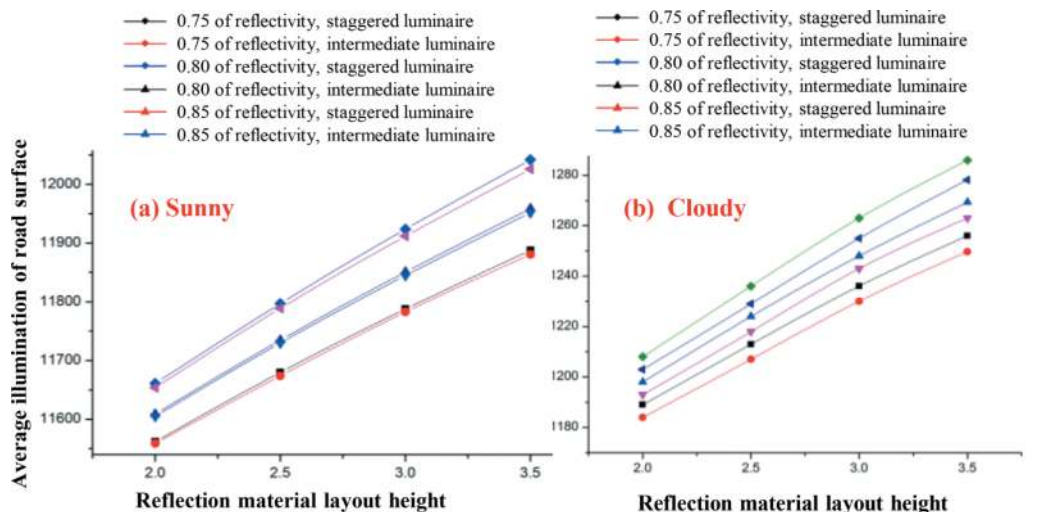 0.75 of reflectivity, staggered luminaire
0.75 of reflectivity, intermediate luminaire
0.80 of reflectivity, staggered luminaire
0.80 of reflectivity, intermediate luminaire
0.85 of reflectivity, staggered luminaire
0.85 of reflectivity, intermediate luminaire
Average illumination of road surface
12000
11900
11800
11700
11600
(a) Sunny
2.0 2.5 3.0 3.5
Reflection material layout height
0.75 of reflectivity, staggered luminaire
0.75 of reflectivity, intermediate luminaire
0.80 of reflectivity, staggered luminaire
0.80 of reflectivity, intermediate luminaire
0.85 of reflectivity, staggered luminaire
0.85 of reflectivity, intermediate luminaire
1280
1260
1240
1220
1200
1180
(b) Cloudy
2.0 2.5 3.0 3.5
Reflection material layout height